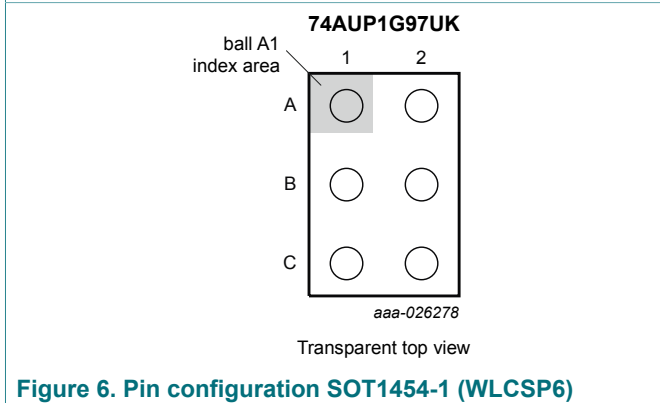 74AUP1G97UK
ball A1
index area
1 2
A
B
C
aaa-026278
Transparent top view
Figure 6. Pin configuration SOT1454-1 (WLCSP6)